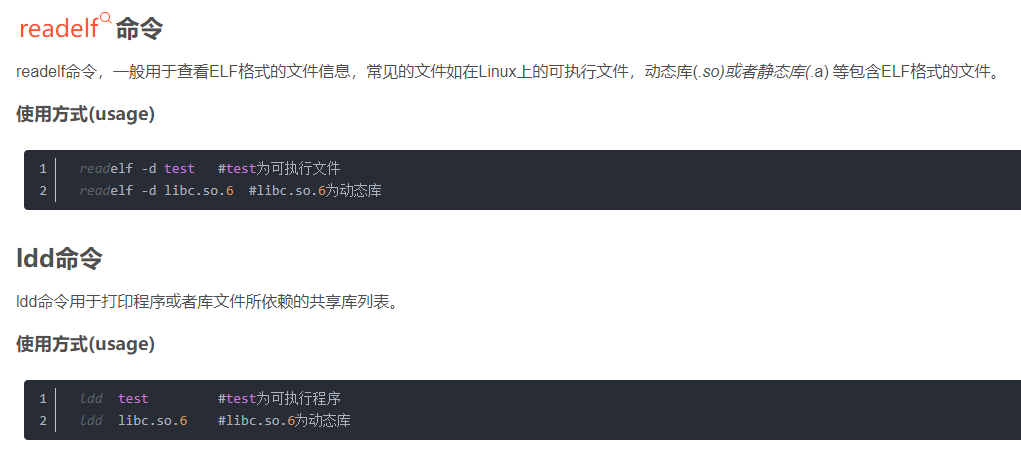 readelf命令
readelf命令，一般用于查看ELF格式的文件信息，常见的文件如在Linux上的可执行文件，动态库(.so)或者静态库(.a) 等包含ELF格式的文件。
使用方式(usage)
1 readelf -d test #test为可执行文件
2 readelf -d libc.so.6 #libc.so.6为动态库
ldd命令
ldd命令用于打印程序或者库文件所依赖的共享库列表。
使用方式(usage)
1 ldd test #test为可执行程序
2 ldd libc.so.6 #libc.so.6为动态库